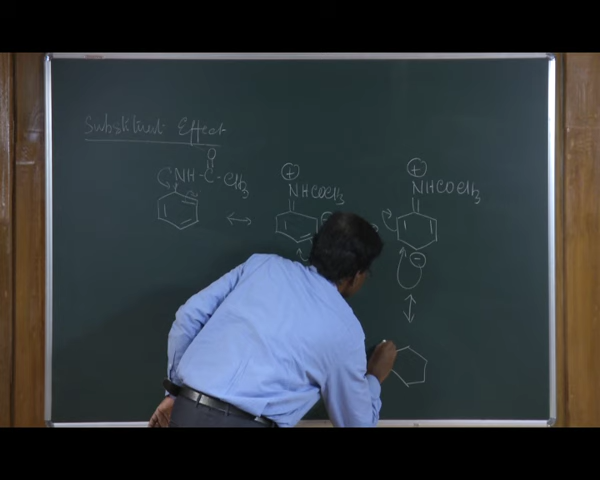 Substituent Effect
O
NH-C-CH3
+
NHCOCH3
+
NHCOCH3
-